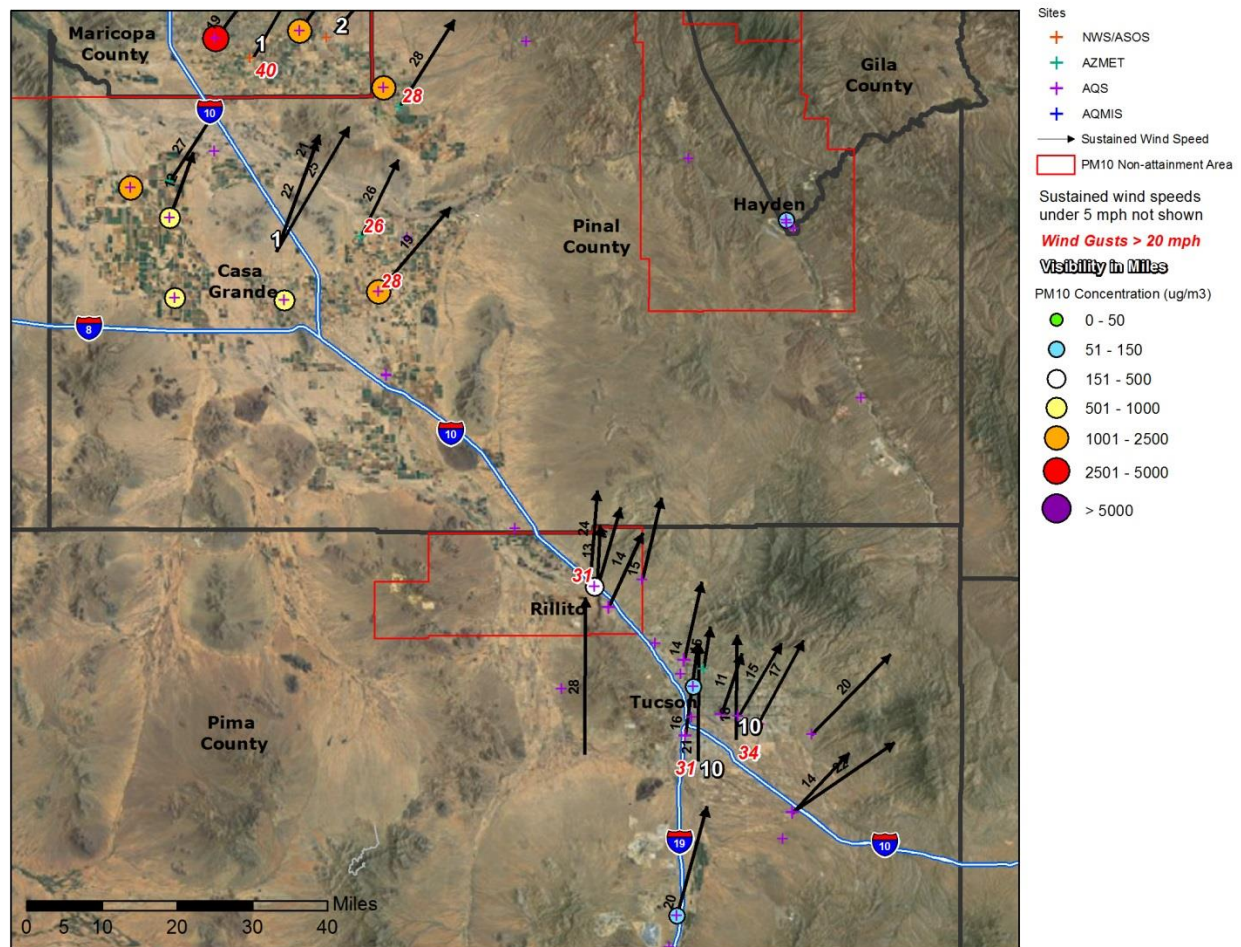 Maricopa
County
19
1
2
40
28
28
Gila
County
10
27
13
21
22
25
1
26
26
19
28
Hayden
Pinal
County
Casa
Grande
8
10
24
13
14
15
31
Rillito
14
16
28
11
15
17
20
Tucson
16
18
21
10
34
31
10
Pima
County
14
22
19
10
20
Miles
0 5 10 20 30 40
Sites
NWS/ASOS
AZMET
AQS
AQMIS
Sustained Wind Speed
PM10 Non-attainment Area
Sustained wind speeds
under 5 mph not shown
Wind Gusts > 20 mph
Visibility in Miles
PM10 Concentration (ug/m3)
0 - 50
51 - 150
151 - 500
501 - 1000
1001 - 2500
2501 - 5000
> 5000